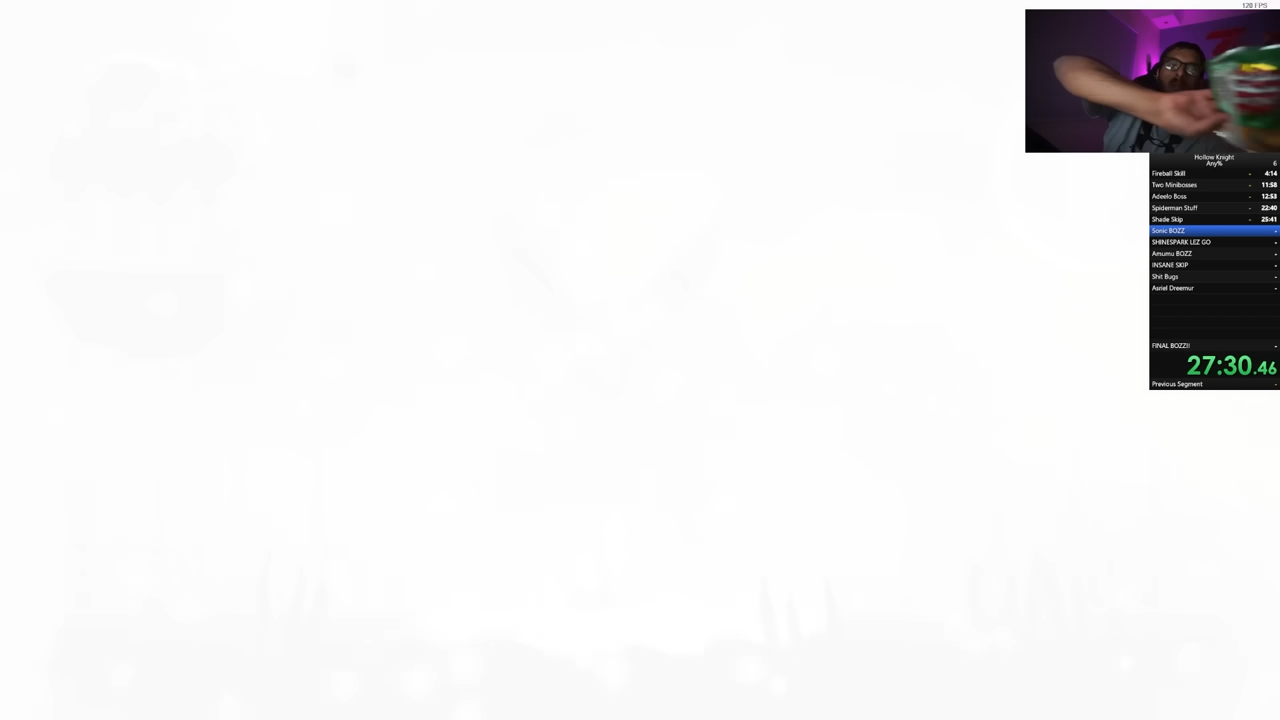 120 FPS
Hollow Knight
Any% 6
Fireball Skill - 4:14
Two Minibosses - 11:58
Adeelo Boss - 12:53
Spiderman Stuff - 22:40
Shade Skip - 25:41
Sonic BOZZ -
SHINESPARK LEZ GO -
Amumu BOZZ -
INSANE SKIP -
Shit Bugs -
Asriel Dreemur -
FINAL BOZZ!! -
27:30.46
Previous Segment -